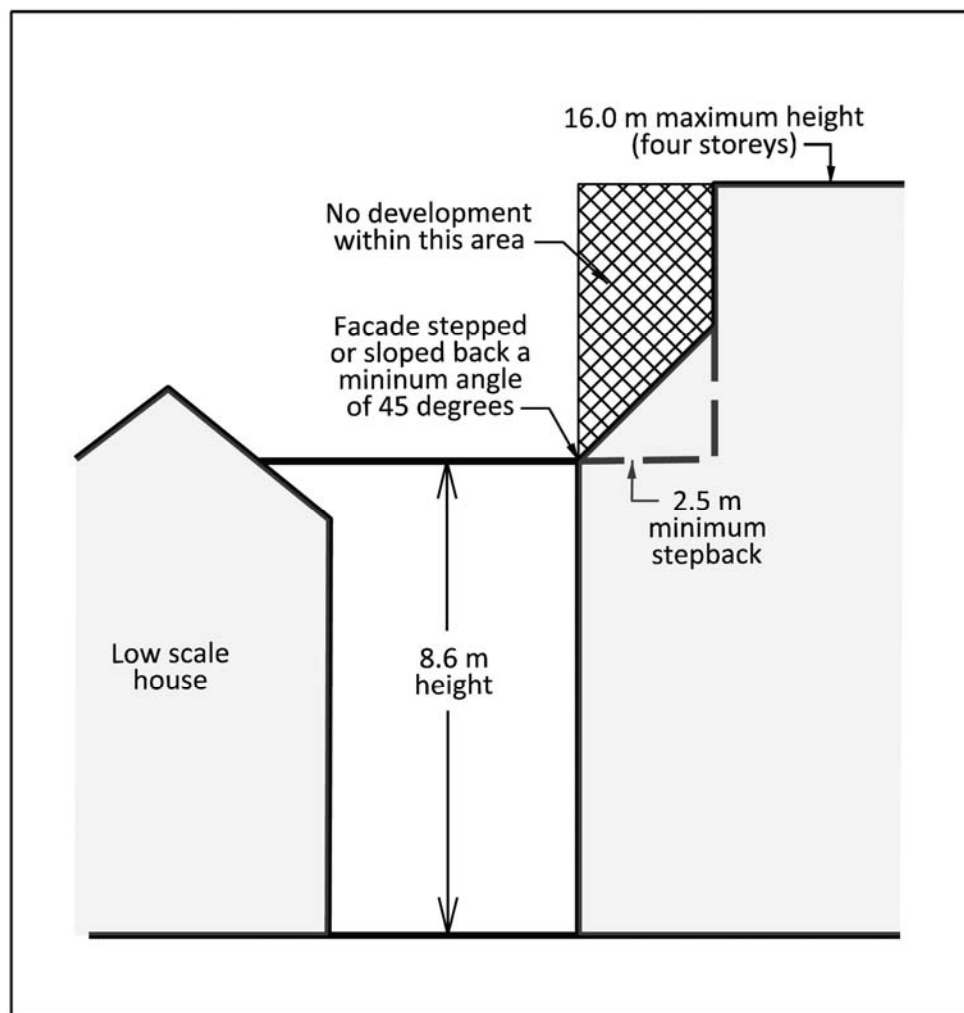 16.0 m maximum height
(four storeys)
No development
within this area
Facade stepped
or sloped back a
mininum angle
of 45 degrees
2.5 m
minimum
stepback
Low scale
house
8.6 m
height